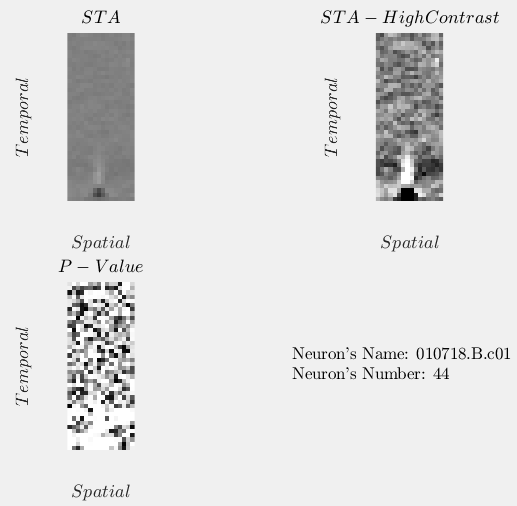 STA
STA − HighContrast
Temporal
Temporal
Spatial
Spatial
P − Value
Temporal
Neuron's Name: 010718.B.c01
Neuron's Number: 44
Spatial